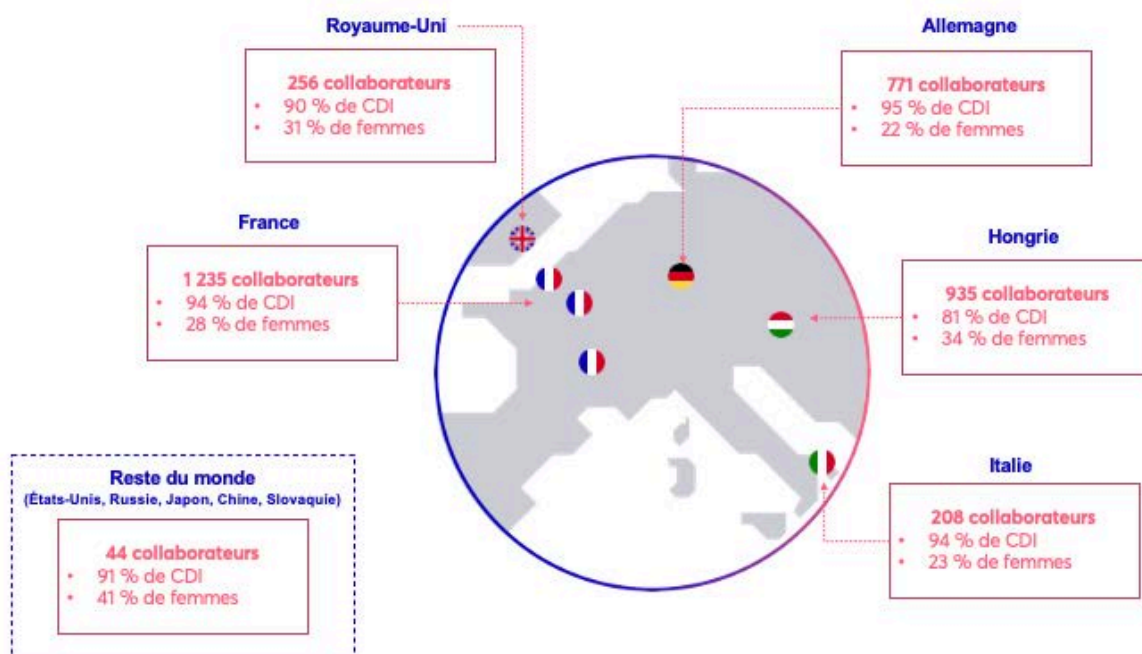 Royaume-Uni
256 collaborateurs
• 90 % de CDI
• 31 % de femmes
Allemagne
771 collaborateurs
• 95 % de CDI
• 22 % de femmes
France
1 235 collaborateurs
• 94 % de CDI
• 28 % de femmes
Hongrie
935 collaborateurs
• 81 % de CDI
• 34 % de femmes
Reste du monde
(États-Unis, Russie, Japon, Chine, Slovaquie)
44 collaborateurs
• 91 % de CDI
• 41 % de femmes
Italie
208 collaborateurs
• 94 % de CDI
• 23 % de femmes